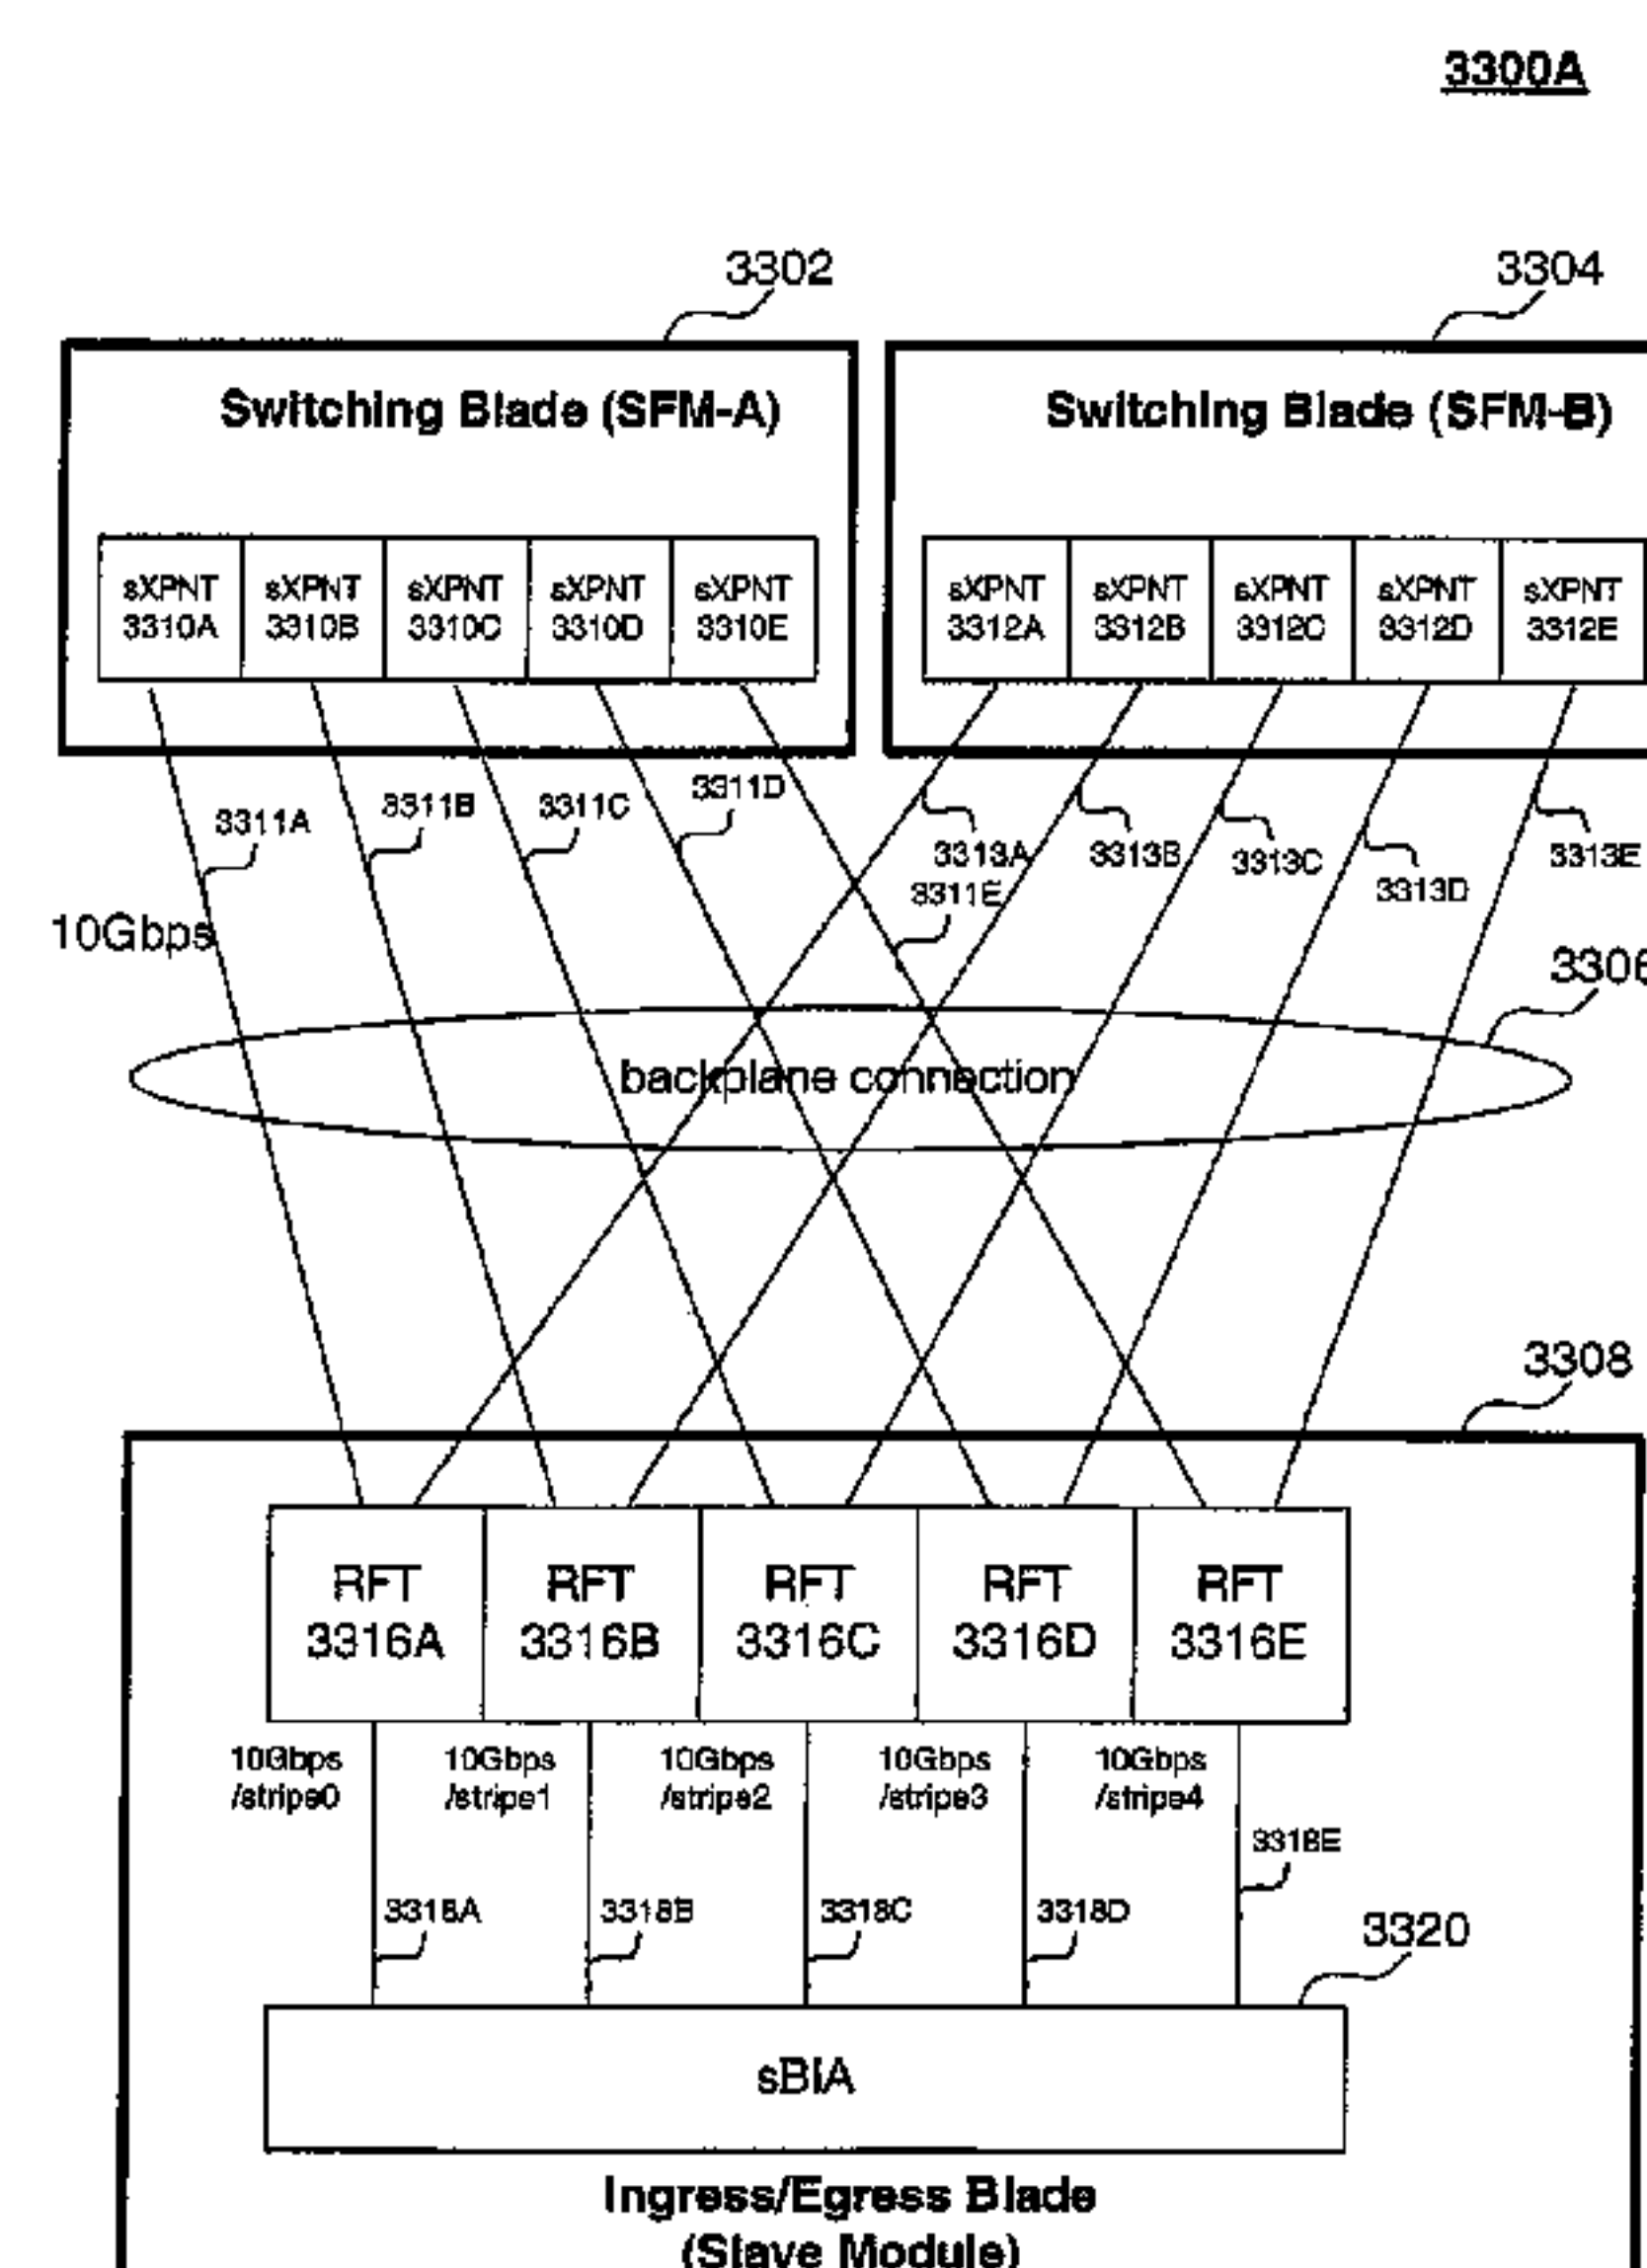 3300A
3302
3304
Switching Blade (SFM-A)
Switching Blade (SFM-B)
sXPNT
3310A
sXPNT
3310B
sXPNT
3310C
sXPNT
3310D
sXPNT
3310E
sXPNT
3312A
sXPNT
3312B
sXPNT
3312C
sXPNT
3312D
sXPNT
3312E
3311A
3311B
3311C
3311D
3313A
3313B
3313C
3313D
3313E
3311E
10Gbps
3306
backplane connection
3308
RFT
3316A
RFT
3316B
RFT
3316C
RFT
3316D
RFT
3316E
10Gbps
/stripe0
10Gbps
/stripe1
10Gbps
/stripe2
10Gbps
/stripe3
10Gbps
/stripe4
3318A
3318B
3318C
3318D
3318E
3320
sBIA
Ingress/Egress Blade
(Slave Module)